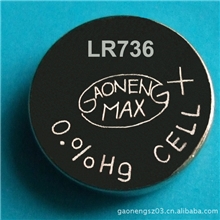 LR736
GAONENG
MAX
0.%Hg CELL +
gaonengsz03.cn.alibaba.com